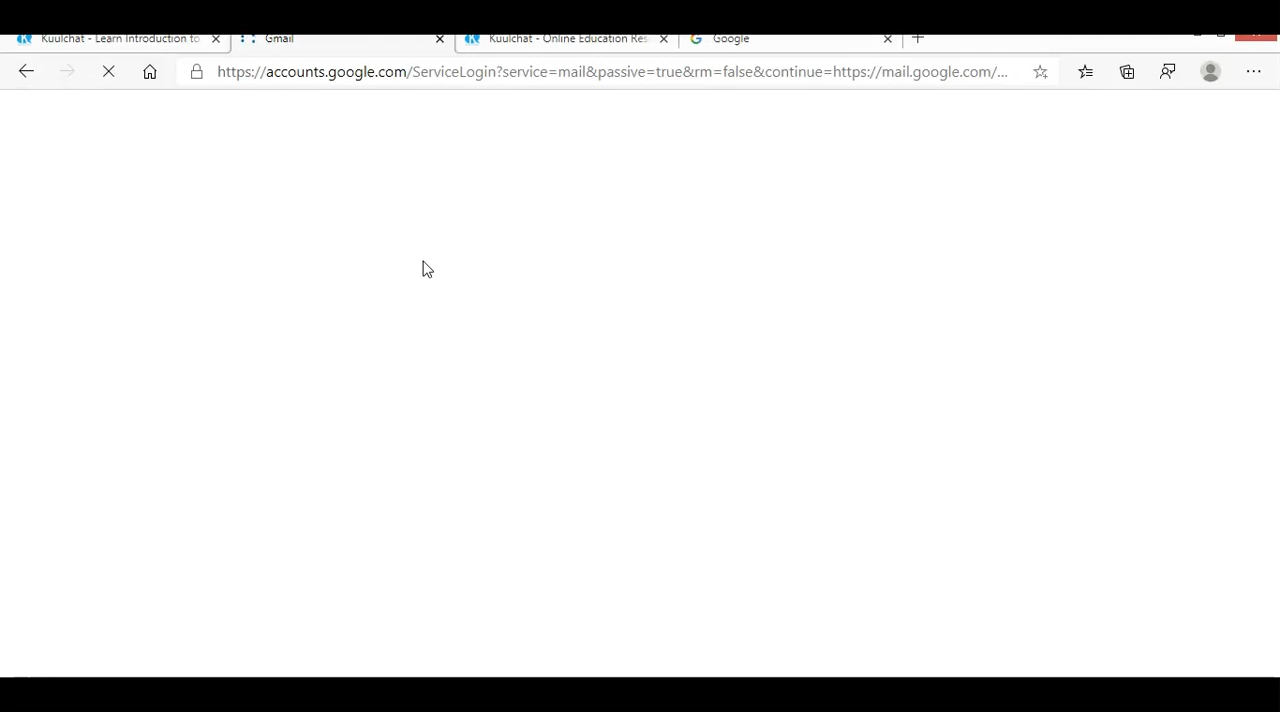 Kuulchat - Learn Introduction to
Gmail
Kuulchat - Online Education Res
Google
https://accounts.google.com/ServiceLogin?service=mail&passive=true&rm=false&continue=https://mail.google.com/...